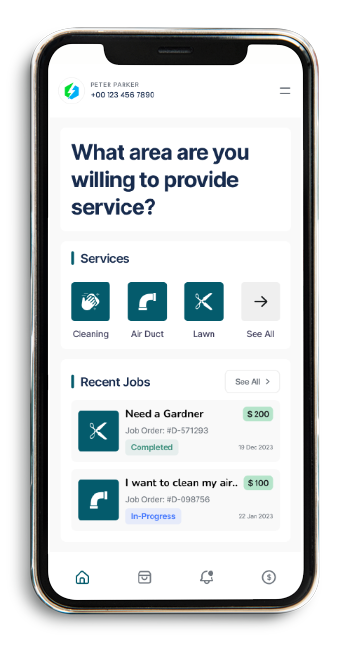 PETER PARKER
+00 123 456 7890
What area are you
willing to provide
service?
Services
Cleaning
Air Duct
Lawn
See All
Recent Jobs
See All
Need a Gardner
$ 200
Job Order: #D-571293
Completed
19 Dec 2023
I want to clean my air..
$ 100
Job Order: #D-098756
In-Progress
22 Jan 2023